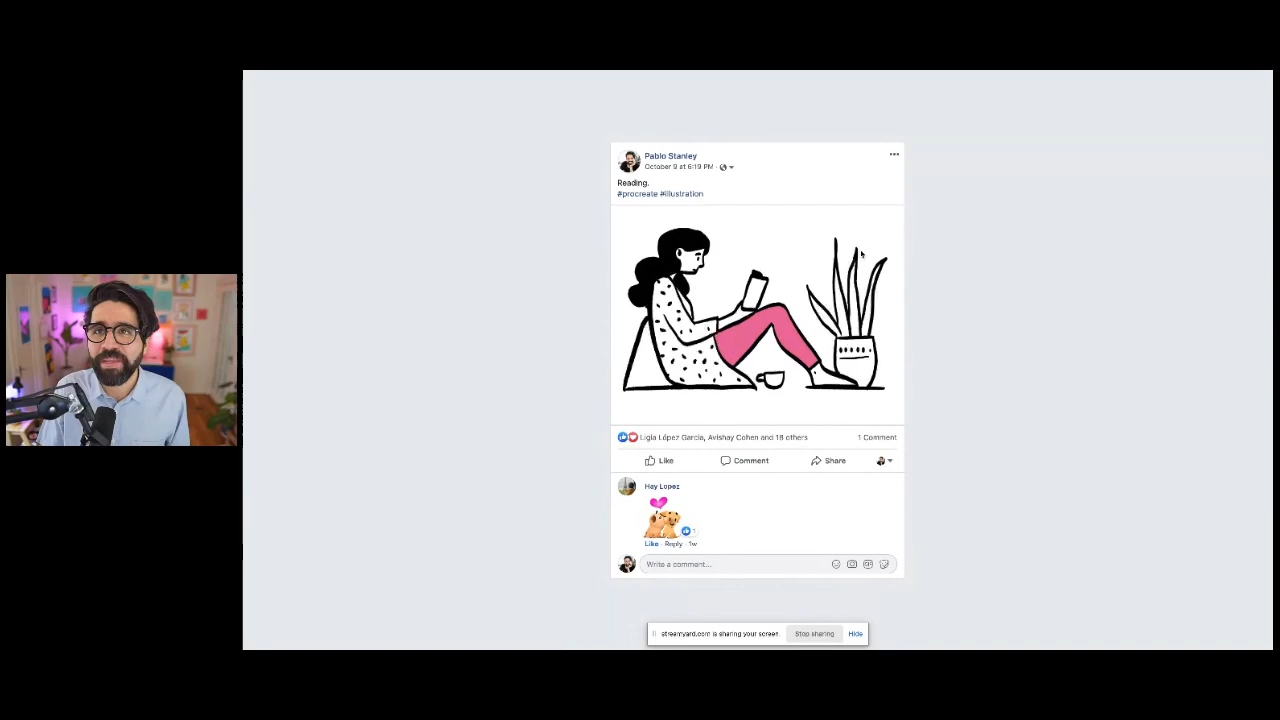 Pablo Stanley
October 9 at 6:19 PM ·
Reading.
#procreate #illustration
Ligia López Garcia, Avishay Cohen and 18 others
1 Comment
Like
Comment
Share
Hay Lopez
1
Like · Reply · 1w
Write a comment...
streamyard.com is sharing your screen.
Stop sharing
Hide